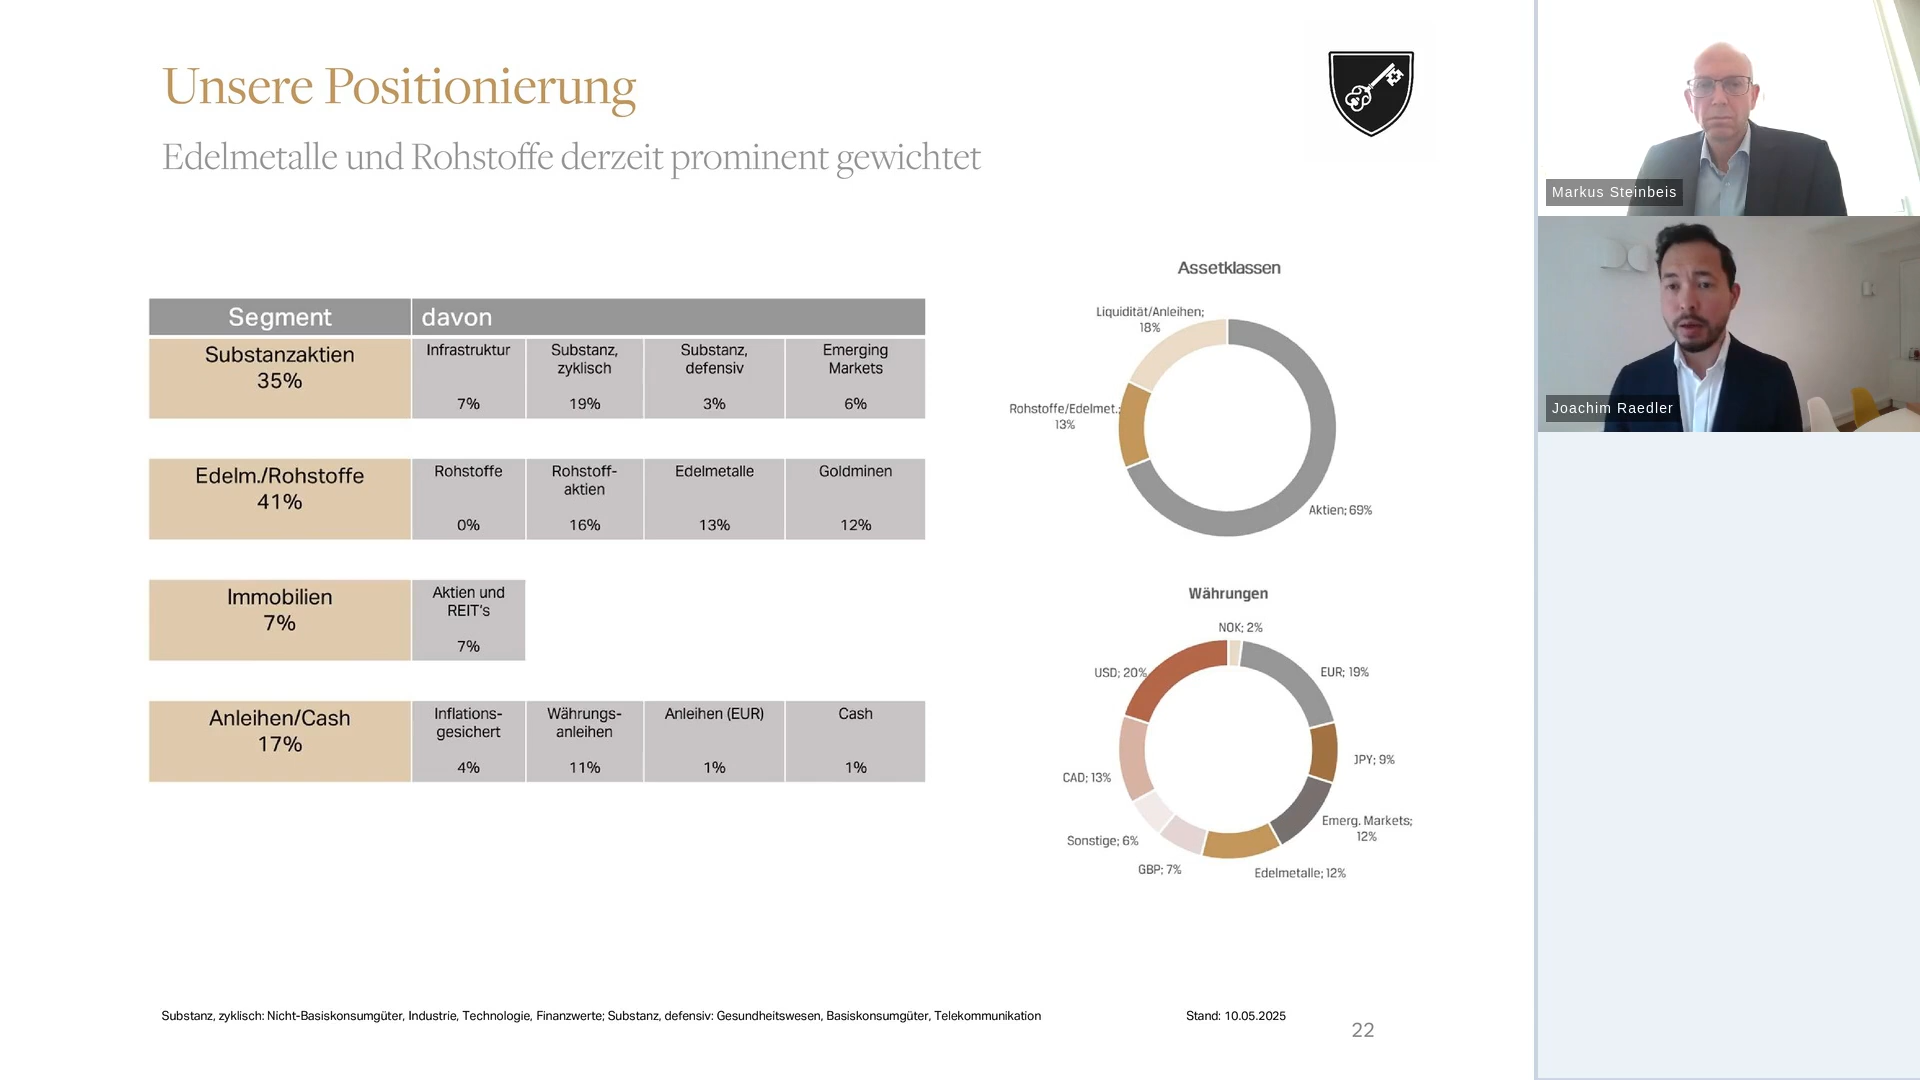 Unsere Positionierung
Edelmetalle und Rohstoffe derzeit prominent gewichtet
Segment davon
Substanzaktien
35%
Infrastruktur
7%
Substanz,
zyklisch
19%
Substanz,
defensiv
3%
Emerging
Markets
6%
Edelm./Rohstoffe
41%
Rohstoffe
0%
Rohstoff-
aktien
16%
Edelmetalle
13%
Goldminen
12%
Immobilien
7%
Aktien und
REIT's
7%
Anleihen/Cash
17%
Inflations-
gesichert
4%
Währungs-
anleihen
11%
Anleihen (EUR)
1%
Cash
1%
Assetklassen
Liquidität/Anleihen;
18%
Rohstoffe/Edelmet.;
13%
Aktien; 69%
Währungen
NOK; 2%
USD; 20%
EUR; 19%
JPY; 9%
CAD; 13%
Emerg. Markets;
12%
Sonstige; 6%
GBP; 7%
Edelmetalle; 12%
Substanz, zyklisch: Nicht-Basiskonsumgüter, Industrie, Technologie, Finanzwerte; Substanz, defensiv: Gesundheitswesen, Basiskonsumgüter, Telekommunikation
Stand: 10.05.2025
22
Markus Steinbeis
Joachim Raedler